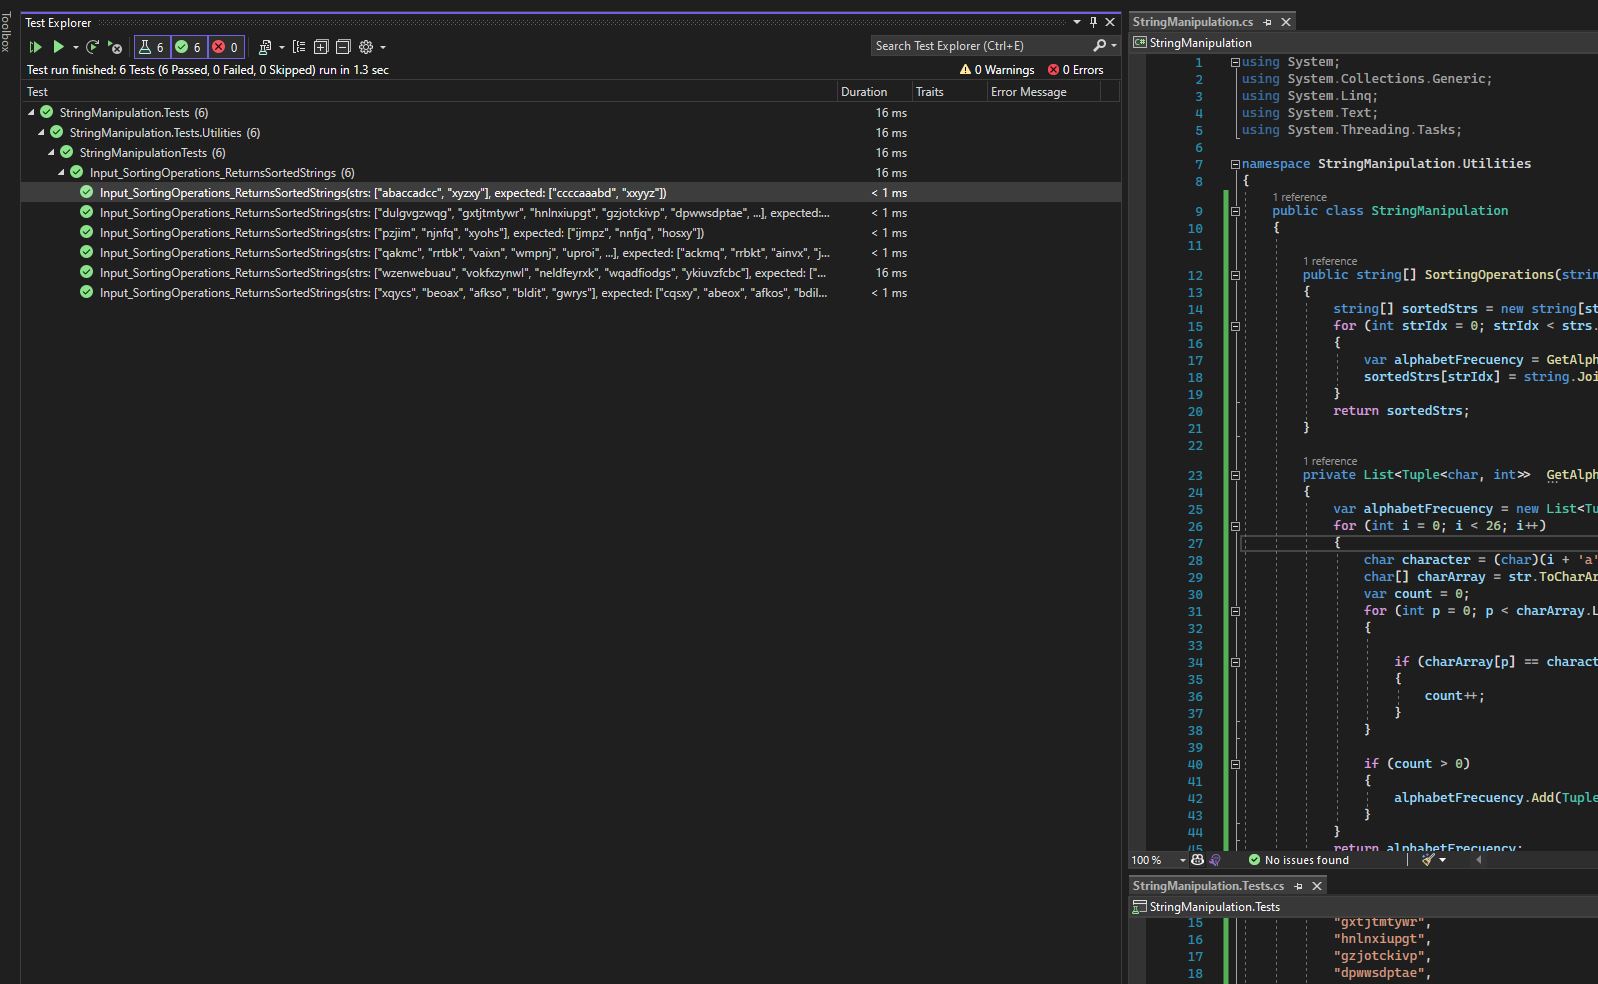 Toolbox
Test Explorer
6 6 0
Search Test Explorer (Ctrl+E)
Test run finished: 6 Tests (6 Passed, 0 Failed, 0 Skipped) run in 1.3 sec
0 Warnings 0 Errors
Test Duration Traits Error Message
StringManipulation.Tests (6) 16 ms
StringManipulation.Tests.Utilities (6) 16 ms
StringManipulationTests (6) 16 ms
Input_SortingOperations_ReturnsSortedStrings (6) 16 ms
Input_SortingOperations_ReturnsSortedStrings(strs: ["abaccadcc", "xyzxy"], expected: ["ccccaaabd", "xxyyz"]) < 1 ms
Input_SortingOperations_ReturnsSortedStrings(strs: ["dulgvgzwqg", "gxtjtmtywr", "hnlnxiupgt", "gzjotckivp", "dpwwsdptae", ...], expected:... < 1 ms
Input_SortingOperations_ReturnsSortedStrings(strs: ["pzjim", "njnfq", "xyohs"], expected: ["ijmpz", "nnfjq", "hosxy"]) < 1 ms
Input_SortingOperations_ReturnsSortedStrings(strs: ["qakmc", "rrtbk", "vaixn", "wmpnj", "uproi", ...], expected: ["ackmq", "rrbkt", "ainvx", "j... < 1 ms
Input_SortingOperations_ReturnsSortedStrings(strs: ["wzenwebuau", "vokfxzynwl", "neldfeyrxk", "wqadfiodgs", "ykiuvzfcbc"], expected: ["... 16 ms
Input_SortingOperations_ReturnsSortedStrings(strs: ["xqycs", "beoax", "afkso", "bldit", "gwrys"], expected: ["cqsxy", "abeox", "afkos", "bdil... < 1 ms
StringManipulation.cs
C# StringManipulation
1 using System;
2 using System.Collections.Generic;
3 using System.Linq;
4 using System.Text;
5 using System.Threading.Tasks;
6
7 namespace StringManipulation.Utilities
8 {
1 reference
9 public class StringManipulation
10 {
11
1 reference
12 public string[] SortingOperations(strin
13 {
14 string[] sortedStrs = new string[st
15 for (int strIdx = 0; strIdx < strs.
16 {
17 var alphabetFrecuency = GetAlph
18 sortedStrs[strIdx] = string.Joi
19 }
20 return sortedStrs;
21 }
22
1 reference
23 private List<Tuple<char, int>> GetAlph
24 {
25 var alphabetFrecuency = new List<Tu
26 for (int i = 0; i < 26; i++)
27 {
28 char character = (char)(i + 'a'
29 char[] charArray = str.ToCharAr
30 var count = 0;
31 for (int p = 0; p < charArray.L
32 {
33
34 if (charArray[p] == charact
35 {
36 count++;
37 }
38 }
39
40 if (count > 0)
41 {
42 alphabetFrecuency.Add(Tuple
43 }
44 }
45 return alphabetFrecuency;
100 % No issues found
StringManipulation.Tests.cs
StringManipulation.Tests
15 "gxtjtmtywr",
16 "hnlnxiupgt",
17 "gzjotckivp",
18 "dpwwsdptae",